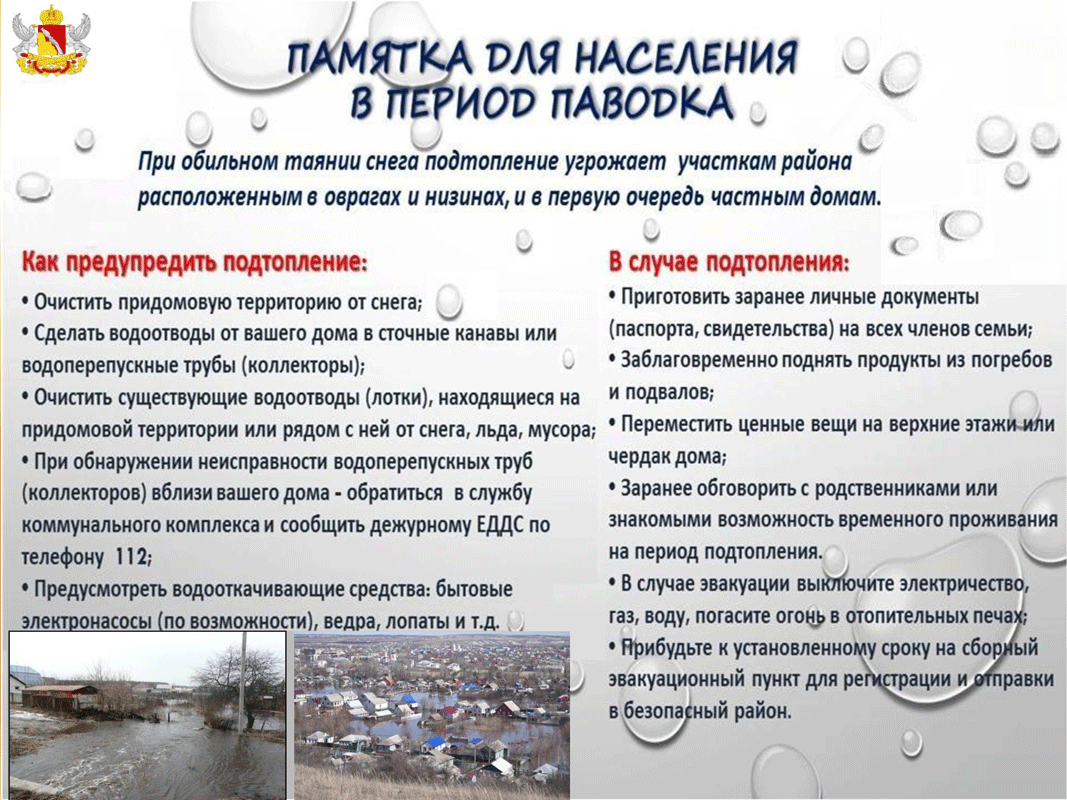 ПАМЯТКА ДЛЯ НАСЕЛЕНИЯ
В ПЕРИОД ПАВОДКА
При обильном таянии снега подтопление угрожает участкам района
расположенным в оврагах и низинах, и в первую очередь частным домам.
Как предупредить подтопление:
• Очистить придомовую территорию от снега;
• Сделать водоотводы от вашего дома в сточные канавы или
водоперепускные трубы (коллекторы);
• Очистить существующие водоотводы (лотки), находящиеся на
придомовой территории или рядом с ней от снега, льда, мусора;
• При обнаружении неисправности водоперепускных труб
(коллекторов) вблизи вашего дома - обратиться в службу
коммунального комплекса и сообщить дежурному ЕДДС по
телефону 112;
• Предусмотреть водооткачивающие средства: бытовые
электронасосы (по возможности), ведра, лопаты и т.д.
В случае подтопления:
• Приготовить заранее личные документы
(паспорта, свидетельства) на всех членов семьи;
• Заблаговременно поднять продукты из погребов
и подвалов;
• Переместить ценные вещи на верхние этажи или
чердак дома;
• Заранее обговорить с родственниками или
знакомыми возможность временного проживания
на период подтопления.
• В случае эвакуации выключите электричество,
газ, воду, погасите огонь в отопительных печах;
• Прибудьте к установленному сроку на сборный
эвакуационный пункт для регистрации и отправки
в безопасный район.